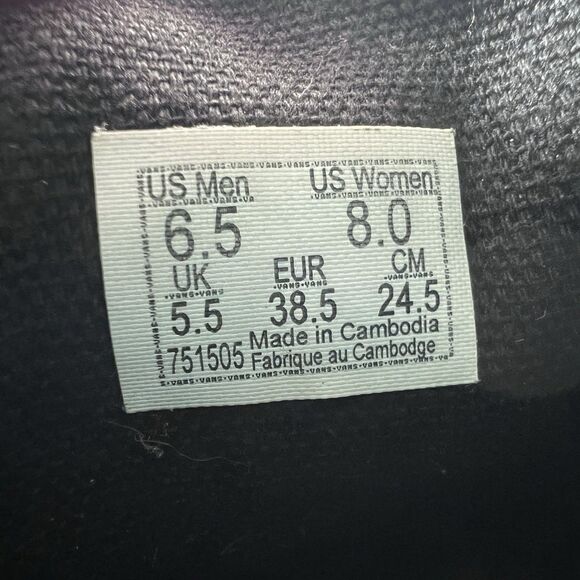 US Men US Women
6.5 8.0
UK EUR CM
5.5 38.5 24.5
751505 Made in Cambodia
Fabrique au Cambodge